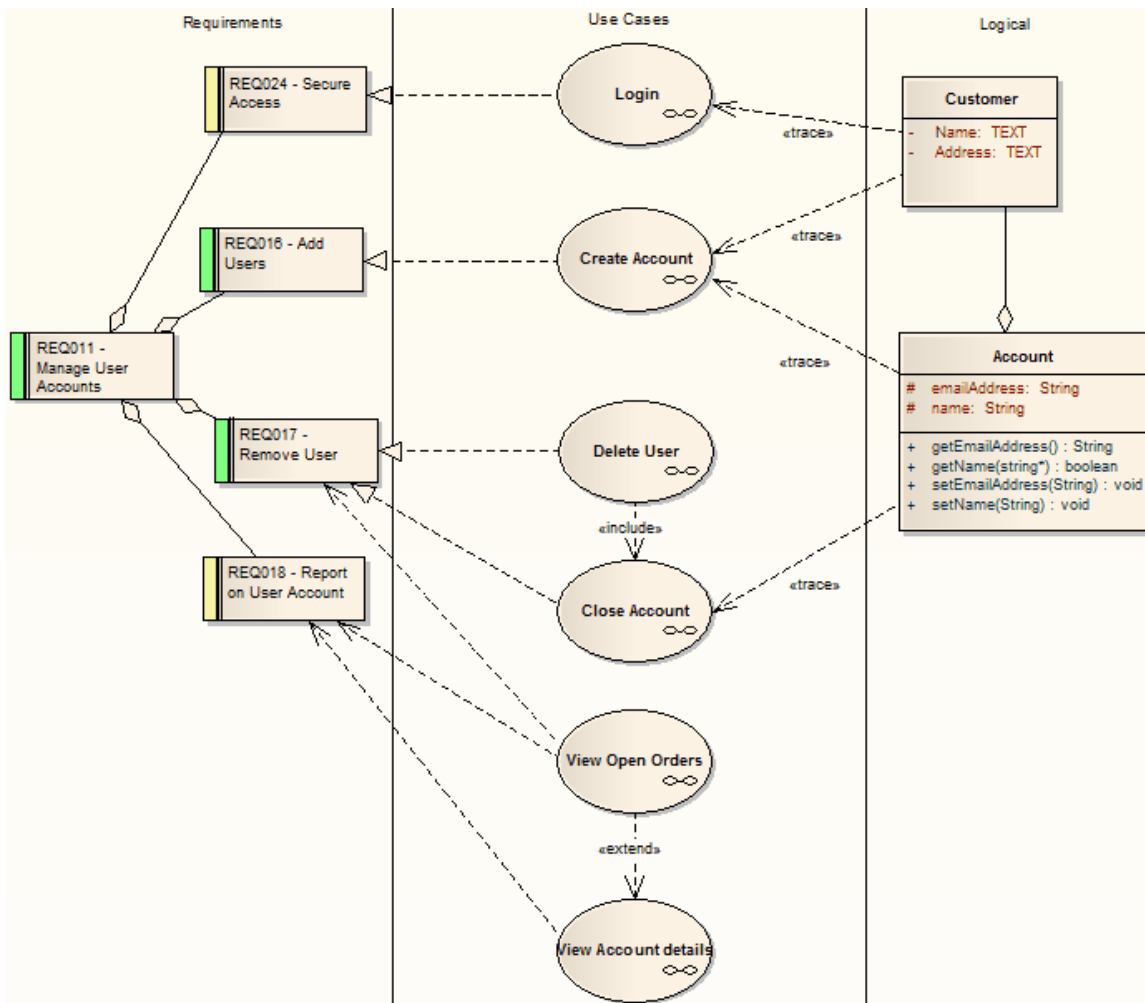 Requirements
Use Cases
Logical
REQ024 - Secure
Access
Login
«trace»
Customer
- Name: TEXT
- Address: TEXT
REQ016 - Add
Users
Create Account
«trace»
REQ011 -
Manage User
Accounts
«trace»
Account
# emailAddress: String
# name: String
+ getEmailAddress() : String
+ getName(string*) : boolean
+ setEmailAddress(String) : void
+ setName(String) : void
REQ017 -
Remove User
Delete User
«include»
REQ018 - Report
on User Account
Close Account
«trace»
View Open Orders
«extend»
View Account details